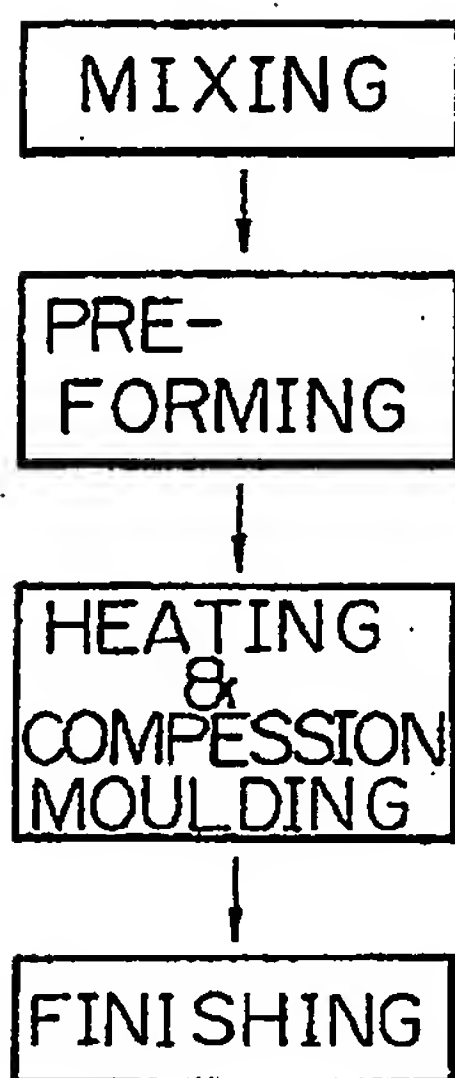 MIXING
PRE-
FORMING
HEATING
&
COMPESSION
MOULDING
FINISHING